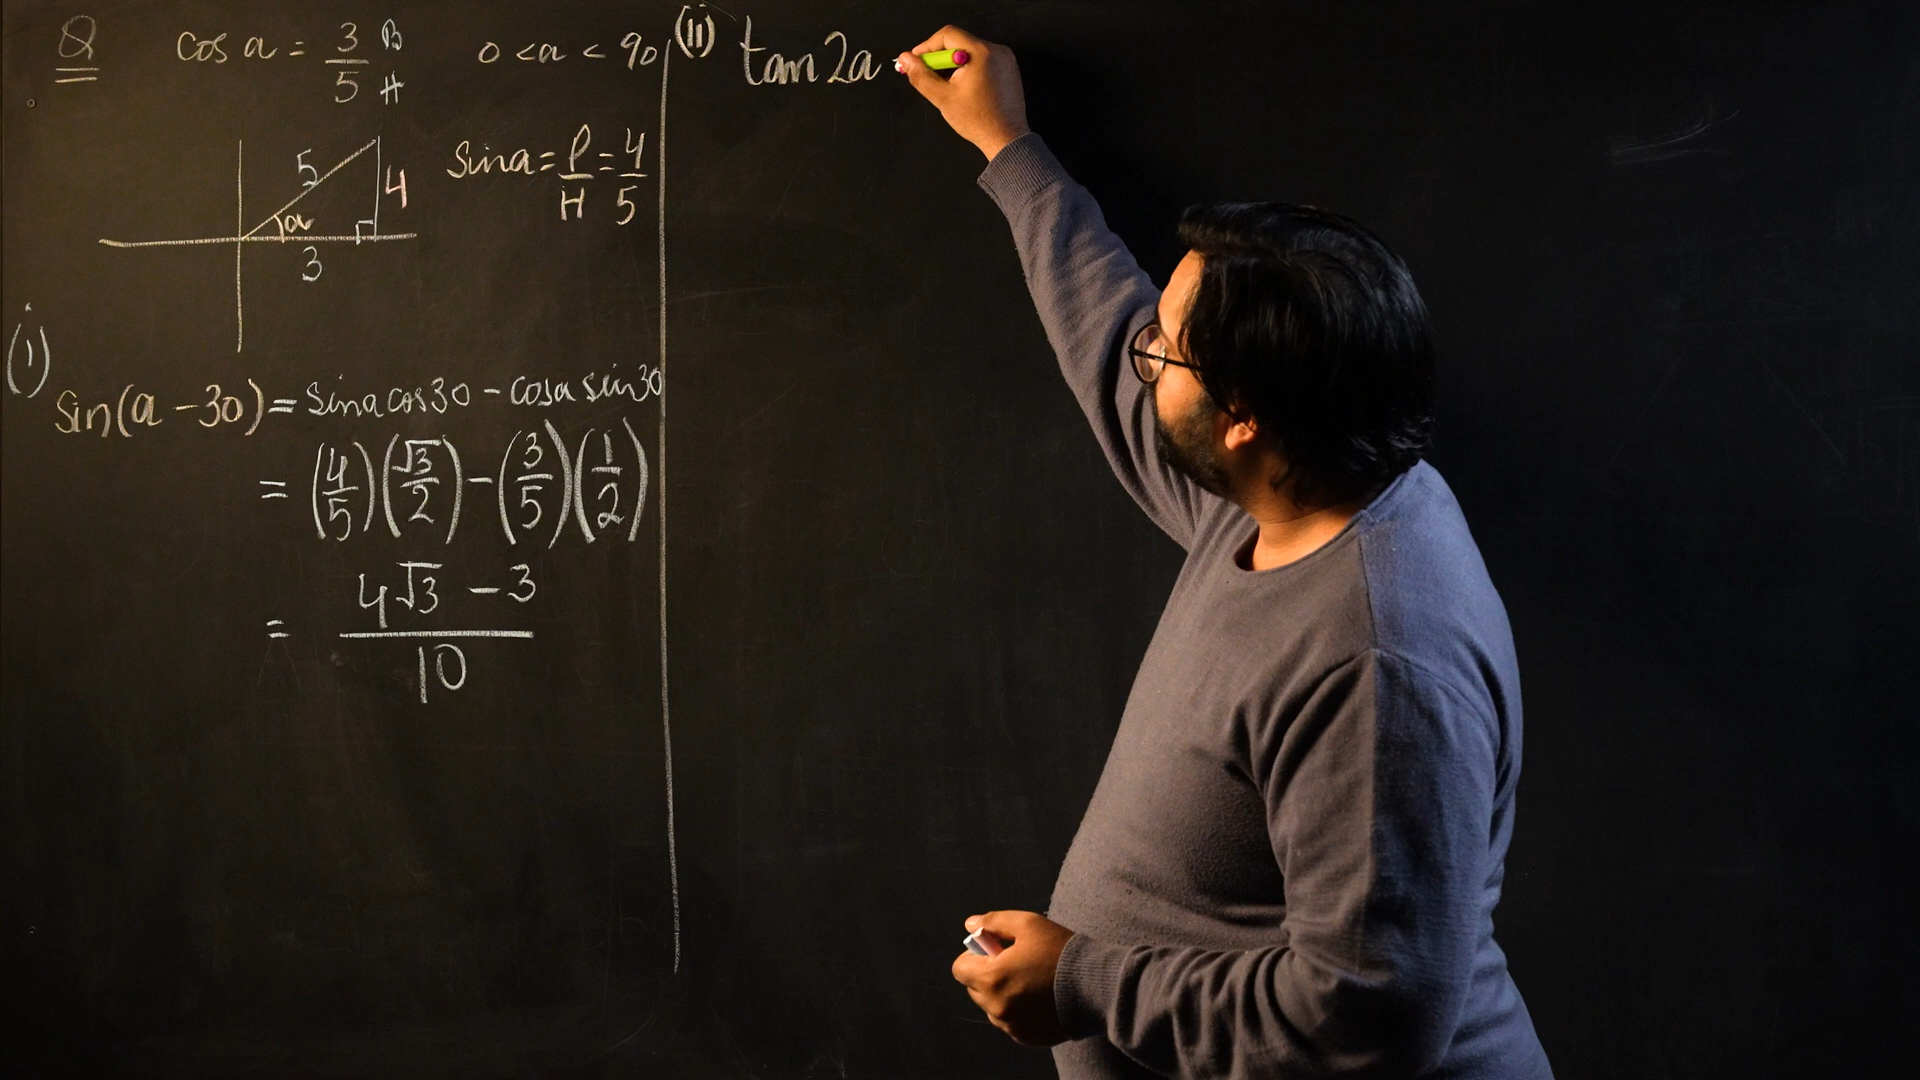 Q cos a = 3/5 B/H 0 < a < 90
5 4 a 3
Sin a = P/H = 4/5
(i)
Sin(a - 30) = Sin a cos 30 - cos a sin 30
= (4/5)(√3/2) - (3/5)(1/2)
= (4√3 - 3)/10
(ii) tan 2a